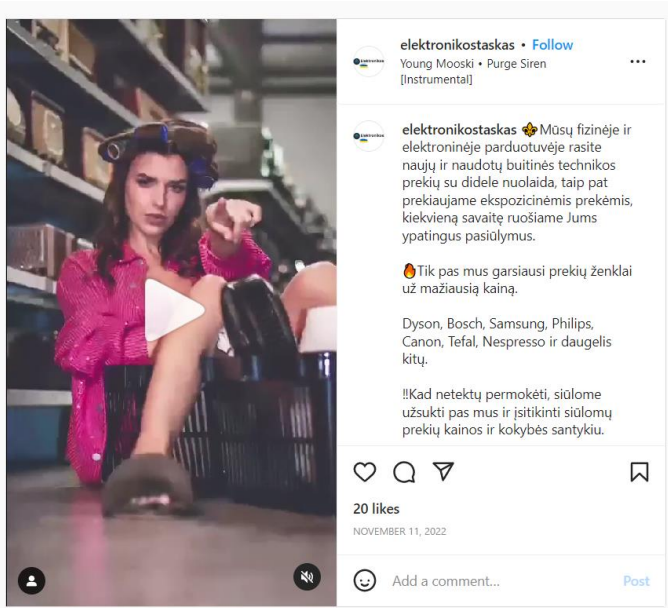 elektronikostaskas • Follow
Young Mooski • Purge Siren
[Instrumental]
elektronikostaskas ⚜️Mūsų fizinėje ir
elektroninėje parduotuvėje rasite
naujų ir naudotų buitinės technikos
prekių su didele nuolaida, taip pat
prekiaujame ekspozicinėmis prekėmis,
kiekvieną savaitę ruošiame Jums
ypatingus pasiūlymus.
🔥Tik pas mus garsiausi prekių ženklai
už mažiausią kainą.
Dyson, Bosch, Samsung, Philips,
Canon, Tefal, Nespresso ir daugelis
kitų.
‼️Kad netektų permokėti, siūlome
užsukti pas mus ir įsitikinti siūlomų
prekių kainos ir kokybės santykiu.
20 likes
NOVEMBER 11, 2022
Add a comment...
Post